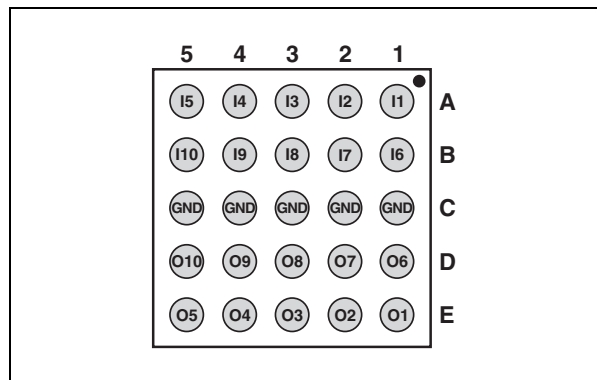 5 4 3 2 1
I5 I4 I3 I2 I1 A
I10 I9 I8 I7 I6 B
GND GND GND GND GND C
O10 O9 O8 O7 O6 D
O5 O4 O3 O2 O1 E